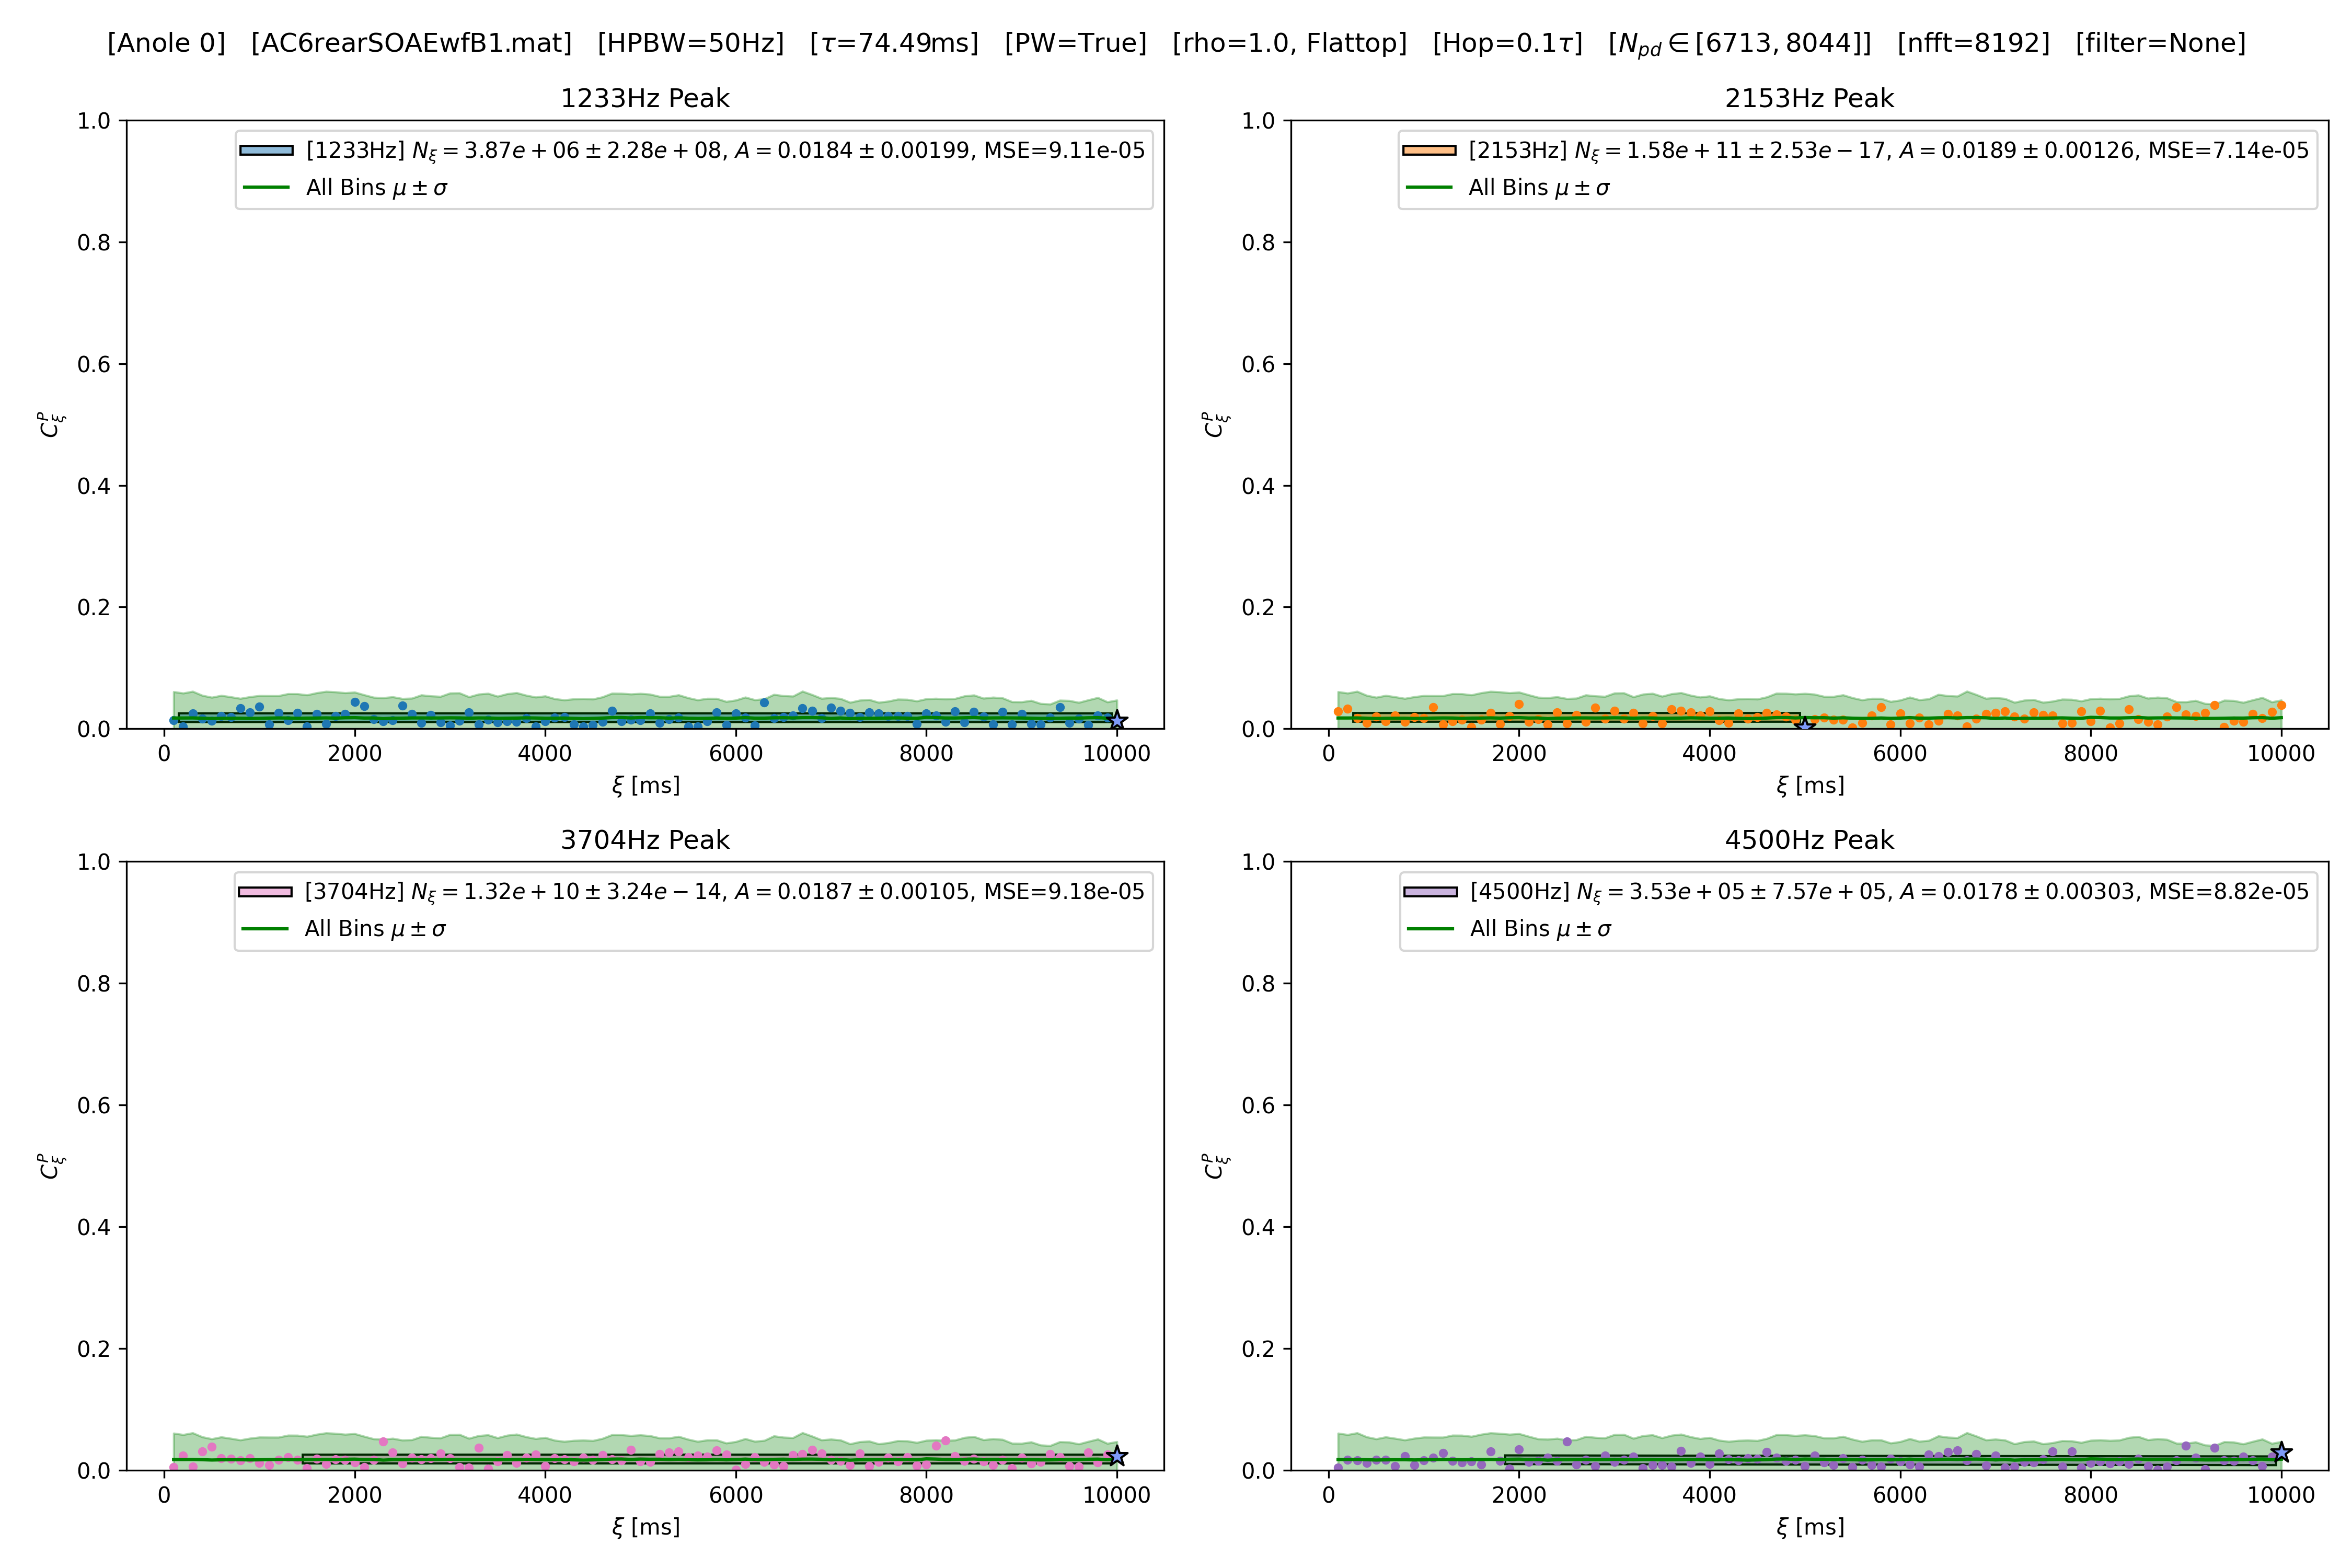 [Anole 0] [AC6rearSOAEwfB1.mat] [HPBW=50Hz] [τ=74.49ms] [PW=True] [rho=1.0, Flattop] [Hop=0.1τ] [N_pd ∈ [6713, 8044]] [nfft=8192] [filter=None]
1233Hz Peak
[1233Hz] N_ξ = 3.87e + 06 ± 2.28e + 08, A = 0.0184 ± 0.00199, MSE=9.11e-05
All Bins μ ± σ
1.0
0.8
0.6
0.4
0.2
0.0
C_ξ^P
0 2000 4000 6000 8000 10000
ξ [ms]
2153Hz Peak
[2153Hz] N_ξ = 1.58e + 11 ± 2.53e − 17, A = 0.0189 ± 0.00126, MSE=7.14e-05
All Bins μ ± σ
1.0
0.8
0.6
0.4
0.2
0.0
C_ξ^P
0 2000 4000 6000 8000 10000
ξ [ms]
3704Hz Peak
[3704Hz] N_ξ = 1.32e + 10 ± 3.24e − 14, A = 0.0187 ± 0.00105, MSE=9.18e-05
All Bins μ ± σ
1.0
0.8
0.6
0.4
0.2
0.0
C_ξ^P
0 2000 4000 6000 8000 10000
ξ [ms]
4500Hz Peak
[4500Hz] N_ξ = 3.53e + 05 ± 7.57e + 05, A = 0.0178 ± 0.00303, MSE=8.82e-05
All Bins μ ± σ
1.0
0.8
0.6
0.4
0.2
0.0
C_ξ^P
0 2000 4000 6000 8000 10000
ξ [ms]